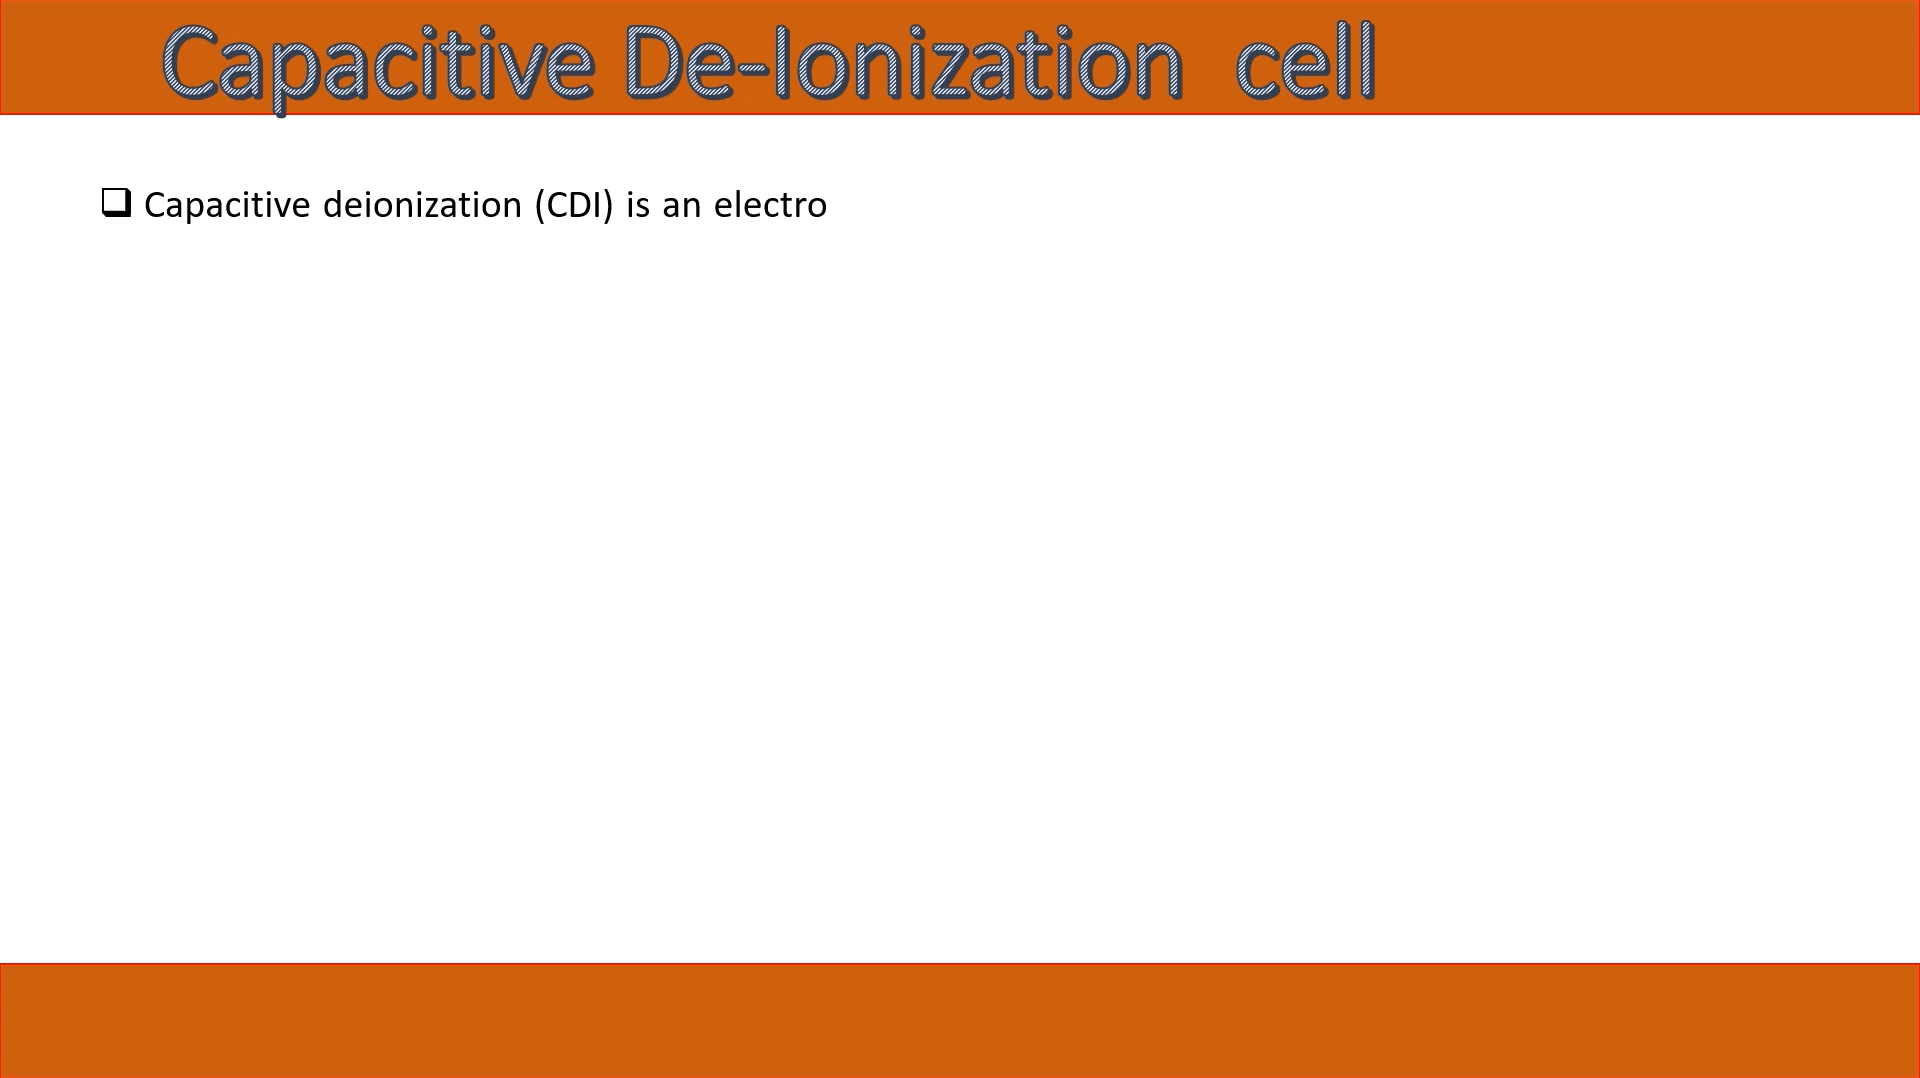 Capacitive De-Ionization cell
❑ Capacitive deionization (CDI) is an electro